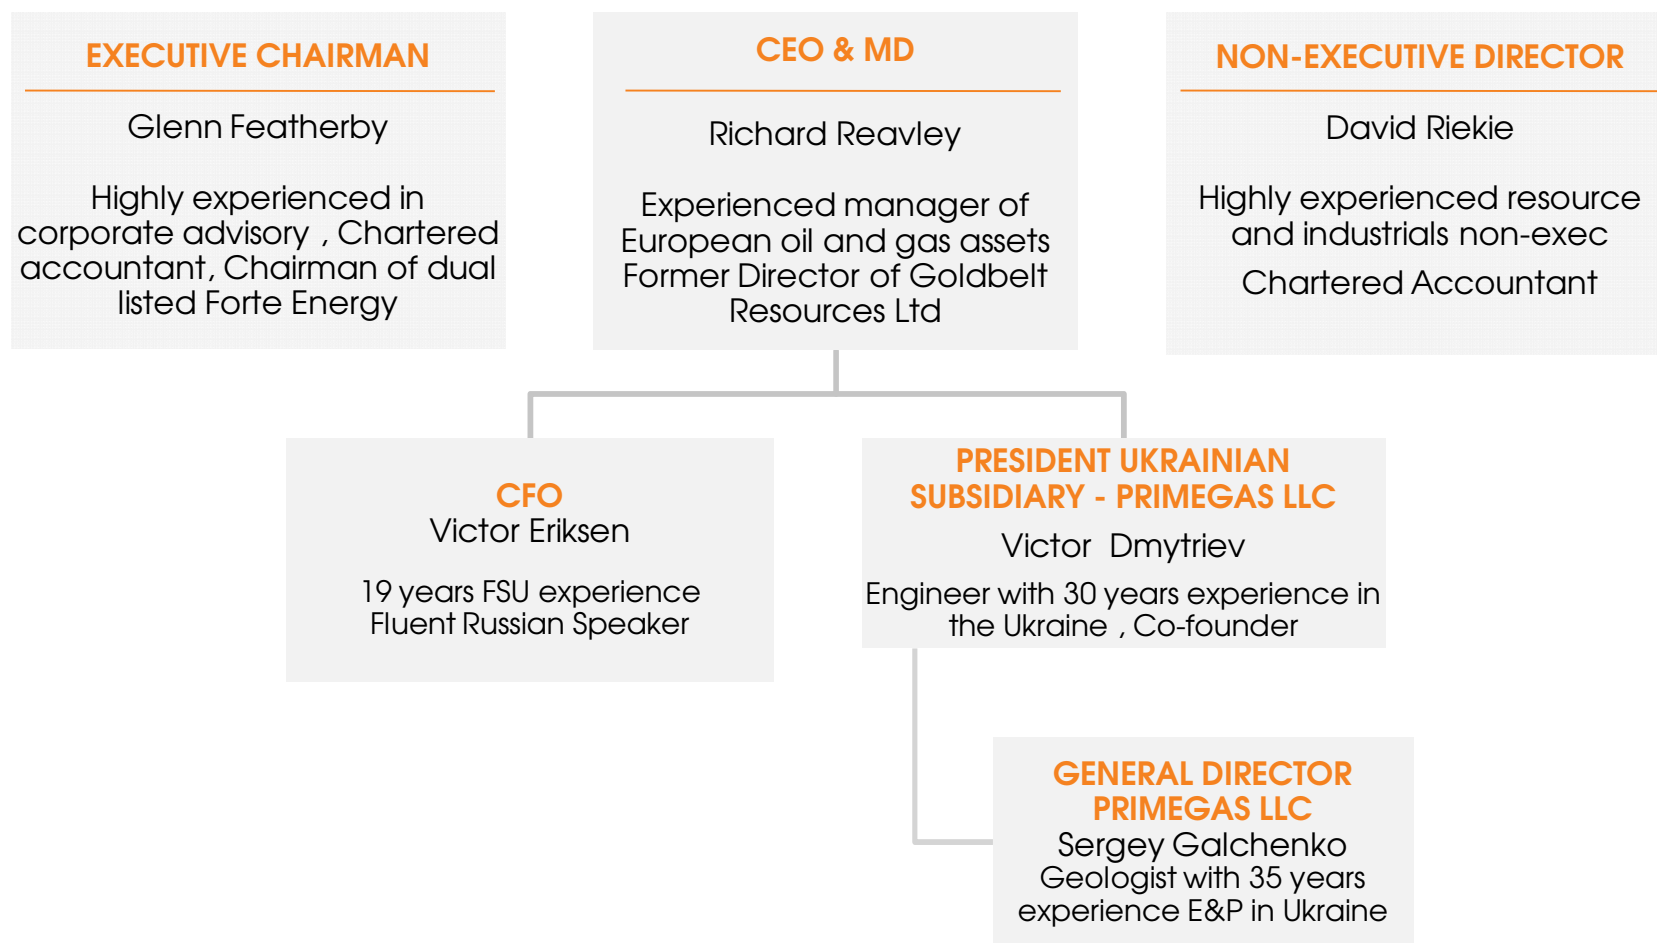 EXECUTIVE CHAIRMAN
Glenn Featherby
Highly experienced in
corporate advisory , Chartered
accountant, Chairman of dual
listed Forte Energy
CEO & MD
Richard Reavley
Experienced manager of
European oil and gas assets
Former Director of Goldbelt
Resources Ltd
NON-EXECUTIVE DIRECTOR
David Riekie
Highly experienced resource
and industrials non-exec
Chartered Accountant
CFO
Victor Eriksen
19 years FSU experience
Fluent Russian Speaker
PRESIDENT UKRAINIAN
SUBSIDIARY - PRIMEGAS LLC
Victor Dmytriev
Engineer with 30 years experience in
the Ukraine , Co-founder
GENERAL DIRECTOR
PRIMEGAS LLC
Sergey Galchenko
Geologist with 35 years
experience E&P in Ukraine